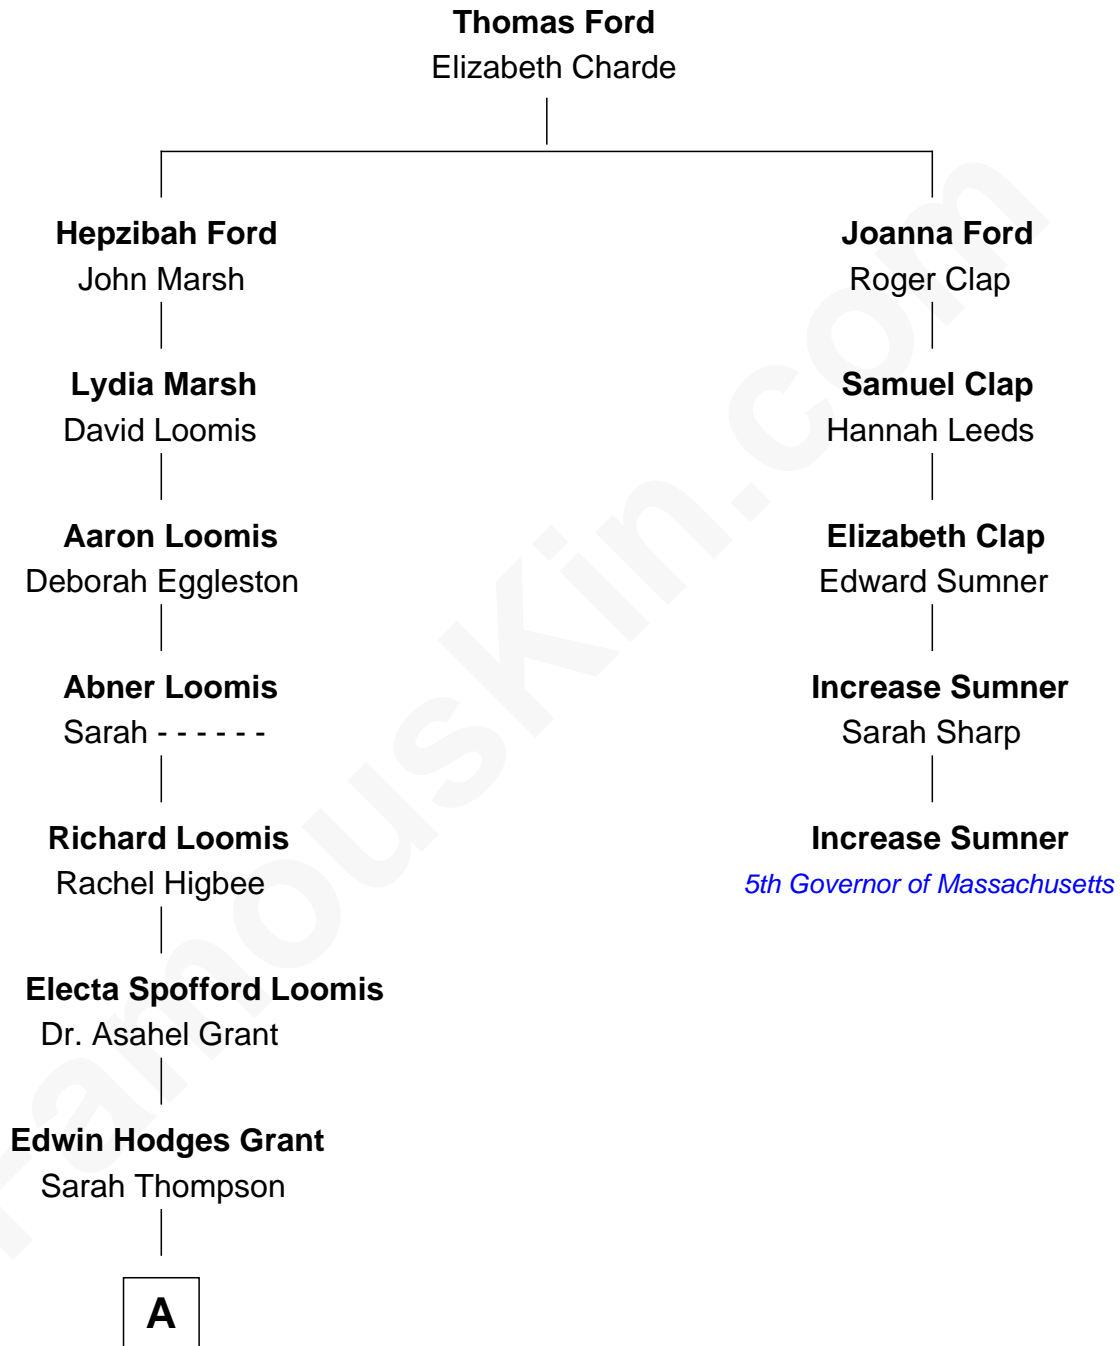 Thomas Ford
Elizabeth Charde
Hepzibah Ford
John Marsh
Joanna Ford
Roger Clap
Lydia Marsh
David Loomis
Samuel Clap
Hannah Leeds
Aaron Loomis
Deborah Eggleston
Elizabeth Clap
Edward Sumner
Abner Loomis
Sarah - - - - - -
Increase Sumner
Sarah Sharp
Richard Loomis
Rachel Higbee
Increase Sumner
5th Governor of Massachusetts
Electa Spofford Loomis
Dr. Asahel Grant
Edwin Hodges Grant
Sarah Thompson
A
FamousKin.com